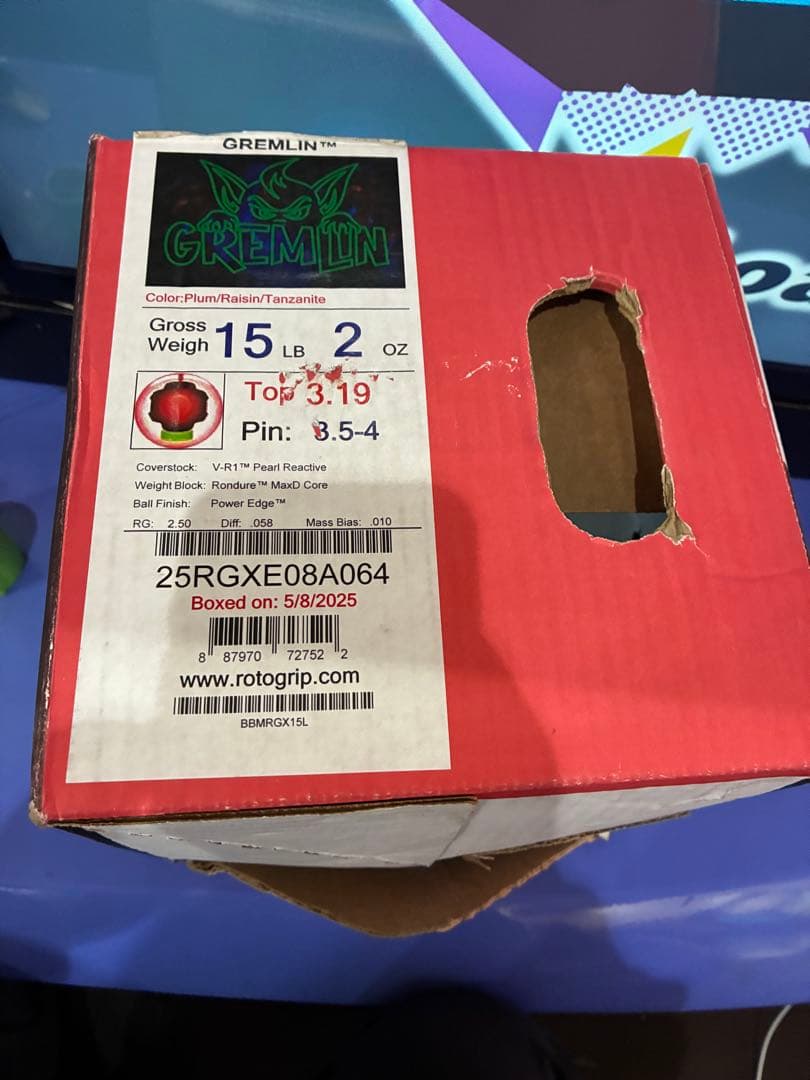 GREMLIN™
GREMLIN
Color:Plum/Raisin/Tanzanite
Gross Weigh 15 LB 2 OZ
Top 3.19
Pin: 3.5-4
Coverstock: V-R1™ Pearl Reactive
Weight Block: Rondure™ MaxD Core
Ball Finish: Power Edge™
RG: 2.50 Diff: .058 Mass Bias: .010
25RGXE08A064
Boxed on: 5/8/2025
8 87970 72752 2
www.rotogrip.com
BBMRGX15L